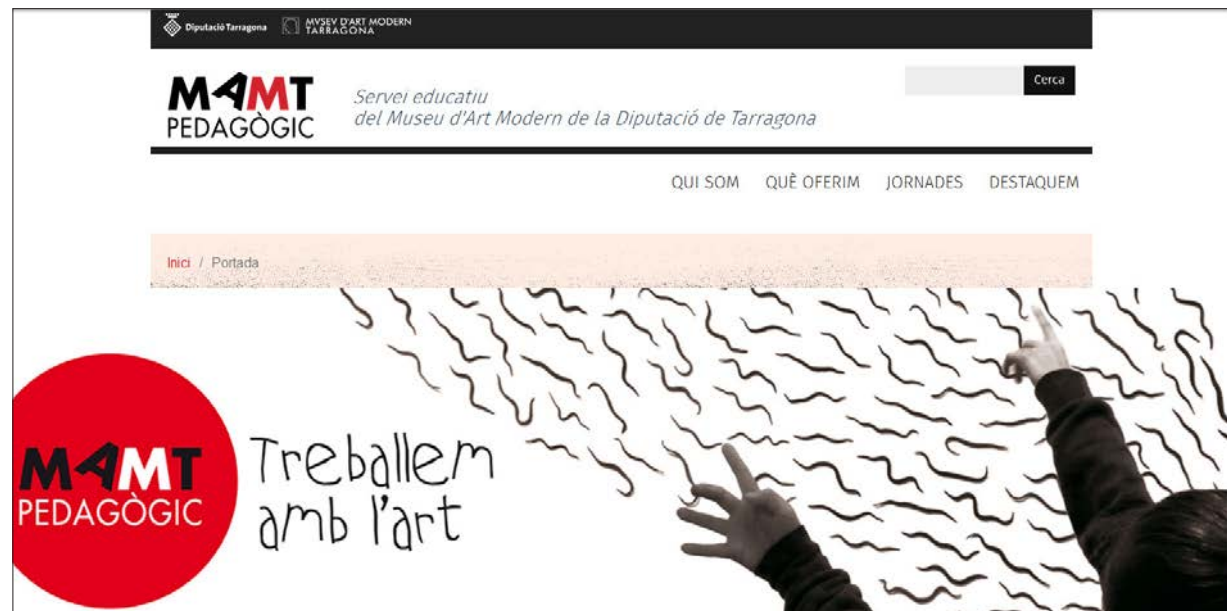 Diputació Tarragona
MVSEV D'ART MODERN
TARRAGONA
MAMT
PEDAGÒGIC
Servei educatiu
del Museu d'Art Modern de la Diputació de Tarragona
Cerca
QUI SOM QUÈ OFERIM JORNADES DESTAQUEM
Inici / Portada
MAMT
PEDAGÒGIC
Treballem
amb l'art